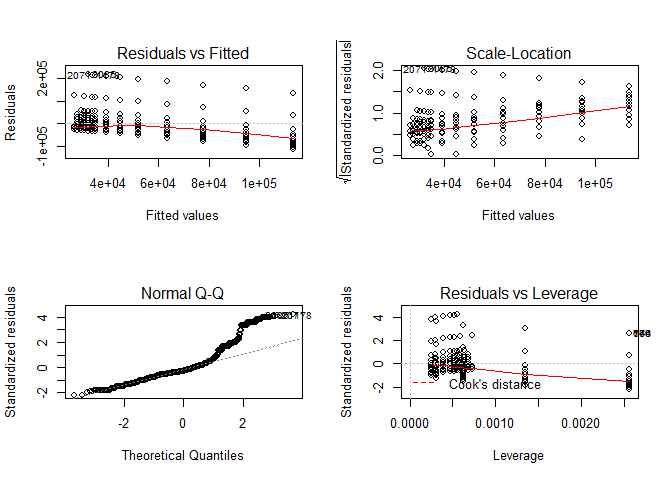 Residuals vs Fitted
Residuals
-1e+05
2e+05
4e+04
6e+04
8e+04
1e+05
Fitted values
Scale-Location
√|Standardized residuals|
0.0
1.0
2.0
4e+04
6e+04
8e+04
1e+05
Fitted values
Normal Q-Q
Standardized residuals
-2
0
2
4
-2
0
2
Theoretical Quantiles
Residuals vs Leverage
Standardized residuals
-2
0
2
4
Cook's distance
0.0000
0.0010
0.0020
Leverage